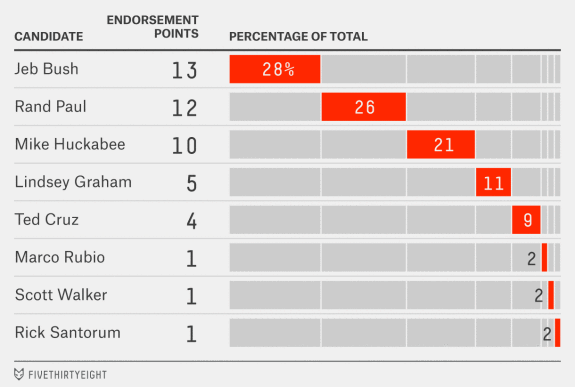 CANDIDATE ENDORSEMENT POINTS PERCENTAGE OF TOTAL
Jeb Bush 13 28%
Rand Paul 12 26
Mike Huckabee 10 21
Lindsey Graham 5 11
Ted Cruz 4 9
Marco Rubio 1 2
Scott Walker 1 2
Rick Santorum 1 2
FIVETHIRTYEIGHT